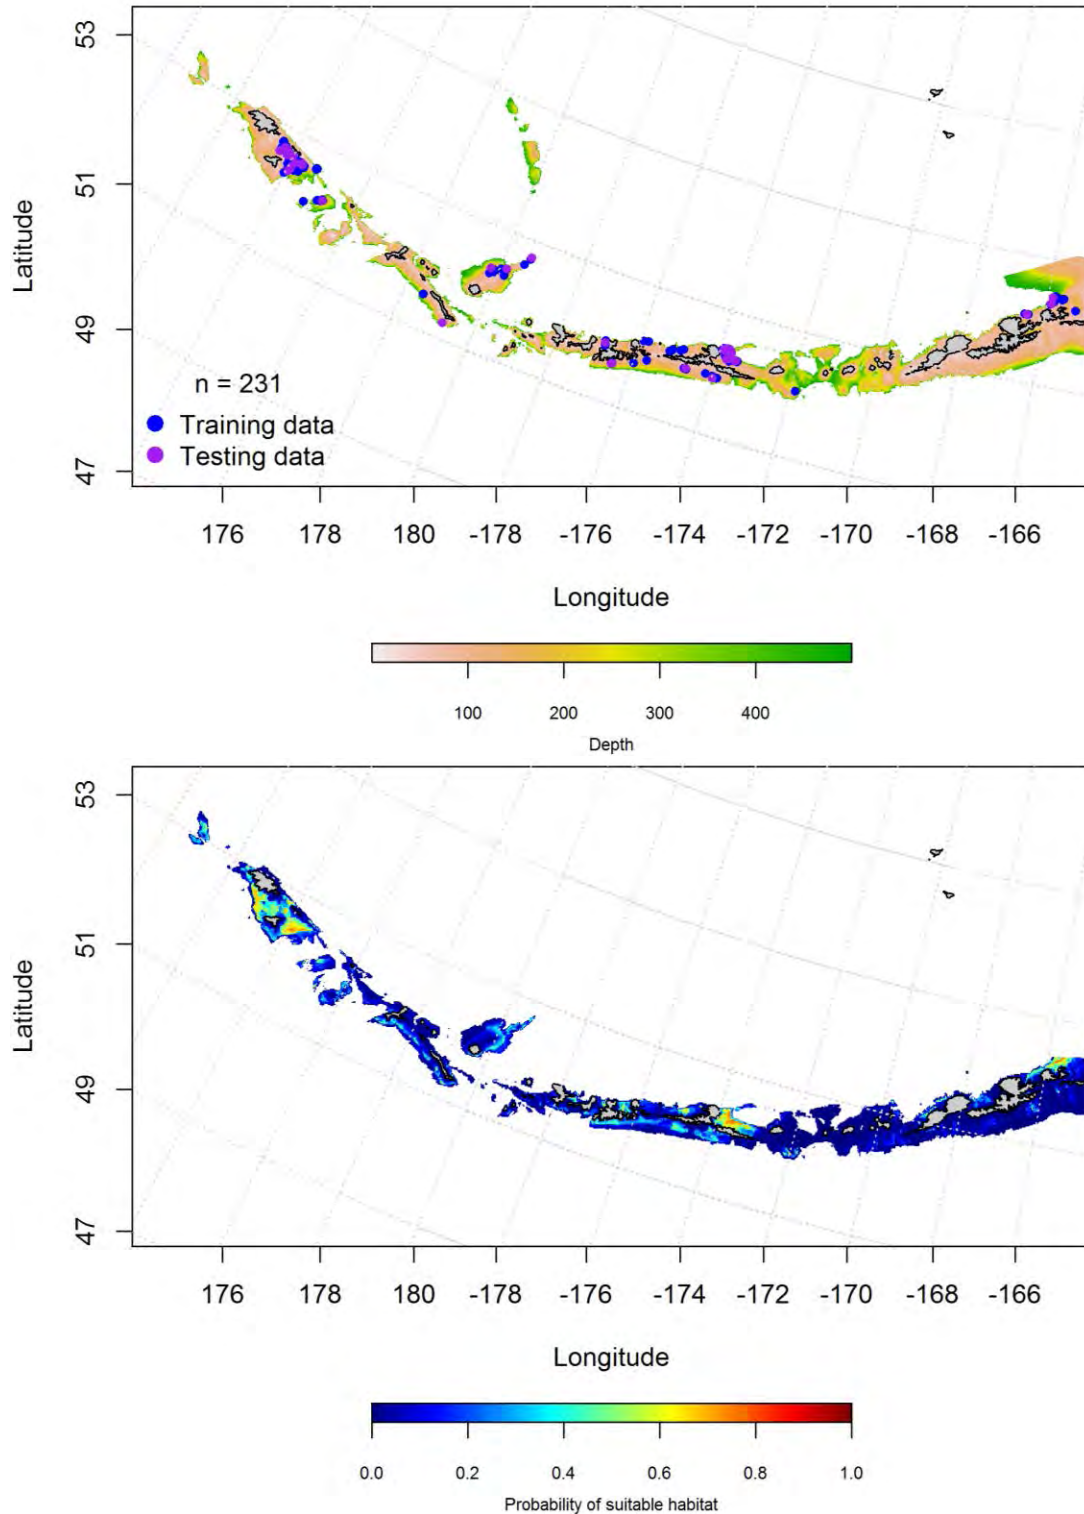 53
51
49
47
Latitude
n = 231
Training data
Testing data
176 178 180 -178 -176 -174 -172 -170 -168 -166
Longitude
100 200 300 400
Depth
53
51
49
47
Latitude
176 178 180 -178 -176 -174 -172 -170 -168 -166
Longitude
0.0 0.2 0.4 0.6 0.8 1.0
Probability of suitable habitat